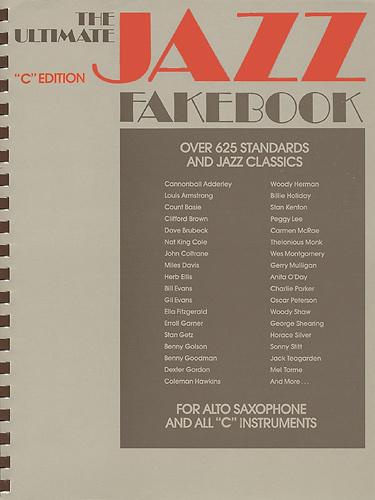 THE
ULTIMATE
JAZZ
"C" EDITION
FAKEBOOK
OVER 625 STANDARDS
AND JAZZ CLASSICS
Cannonball Adderley
Louis Armstrong
Count Basie
Clifford Brown
Dave Brubeck
Nat King Cole
John Coltrane
Miles Davis
Herb Ellis
Bill Evans
Gil Evans
Ella Fitzgerald
Erroll Garner
Stan Getz
Benny Golson
Benny Goodman
Dexter Gordon
Coleman Hawkins
Woody Herman
Billie Holiday
Stan Kenton
Peggy Lee
Carmen McRae
Thelonious Monk
Wes Montgomery
Gerry Mulligan
Anita O'Day
Charlie Parker
Oscar Peterson
Woody Shaw
George Shearing
Horace Silver
Sonny Stitt
Jack Teagarden
Mel Torme
And More . . .
FOR ALTO SAXOPHONE
AND ALL "C" INSTRUMENTS